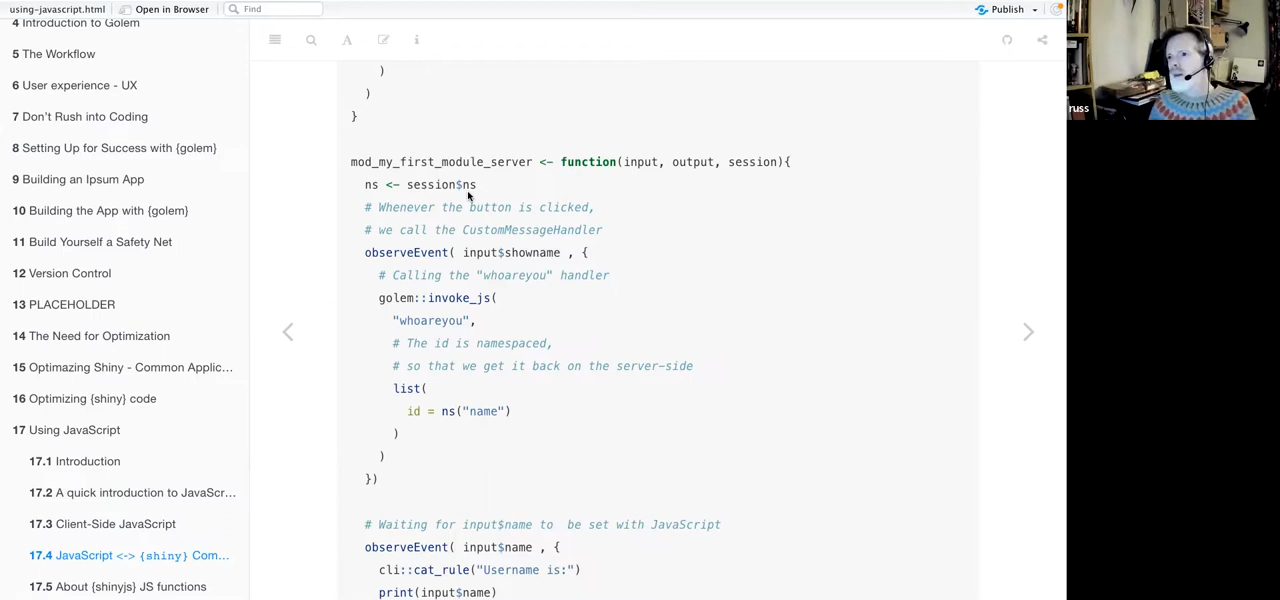 using-javascript.html
Open in Browser
Find
Publish
4 Introduction to Golem
5 The Workflow
6 User experience - UX
7 Don't Rush into Coding
8 Setting Up for Success with {golem}
9 Building an Ipsum App
10 Building the App with {golem}
11 Build Yourself a Safety Net
12 Version Control
13 PLACEHOLDER
14 The Need for Optimization
15 Optimazing Shiny - Common Applic...
16 Optimizing {shiny} code
17 Using JavaScript
17.1 Introduction
17.2 A quick introduction to JavaScr...
17.3 Client-Side JavaScript
17.4 JavaScript <-> {shiny} Com...
17.5 About {shinyjs} JS functions
)
)
}
mod_my_first_module_server <- function(input, output, session){
ns <- session$ns
# Whenever the button is clicked,
# we call the CustomMessageHandler
observeEvent( input$showname , {
# Calling the "whoareyou" handler
golem::invoke_js(
"whoareyou",
# The id is namespaced,
# so that we get it back on the server-side
list(
id = ns("name")
)
)
})
# Waiting for input$name to  be set with JavaScript
observeEvent( input$name , {
cli::cat_rule("Username is:")
print(input$name)
russ